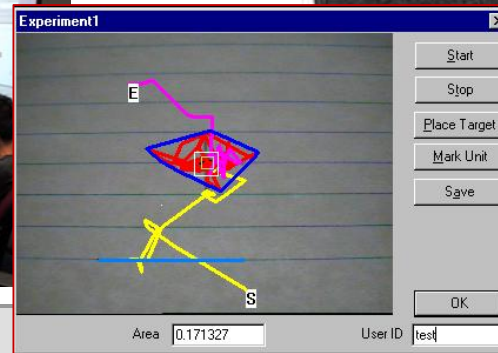 Experiment1
Start
Stop
Place Target
Mark Unit
Save
OK
E
S
Area 0.171327
User ID test